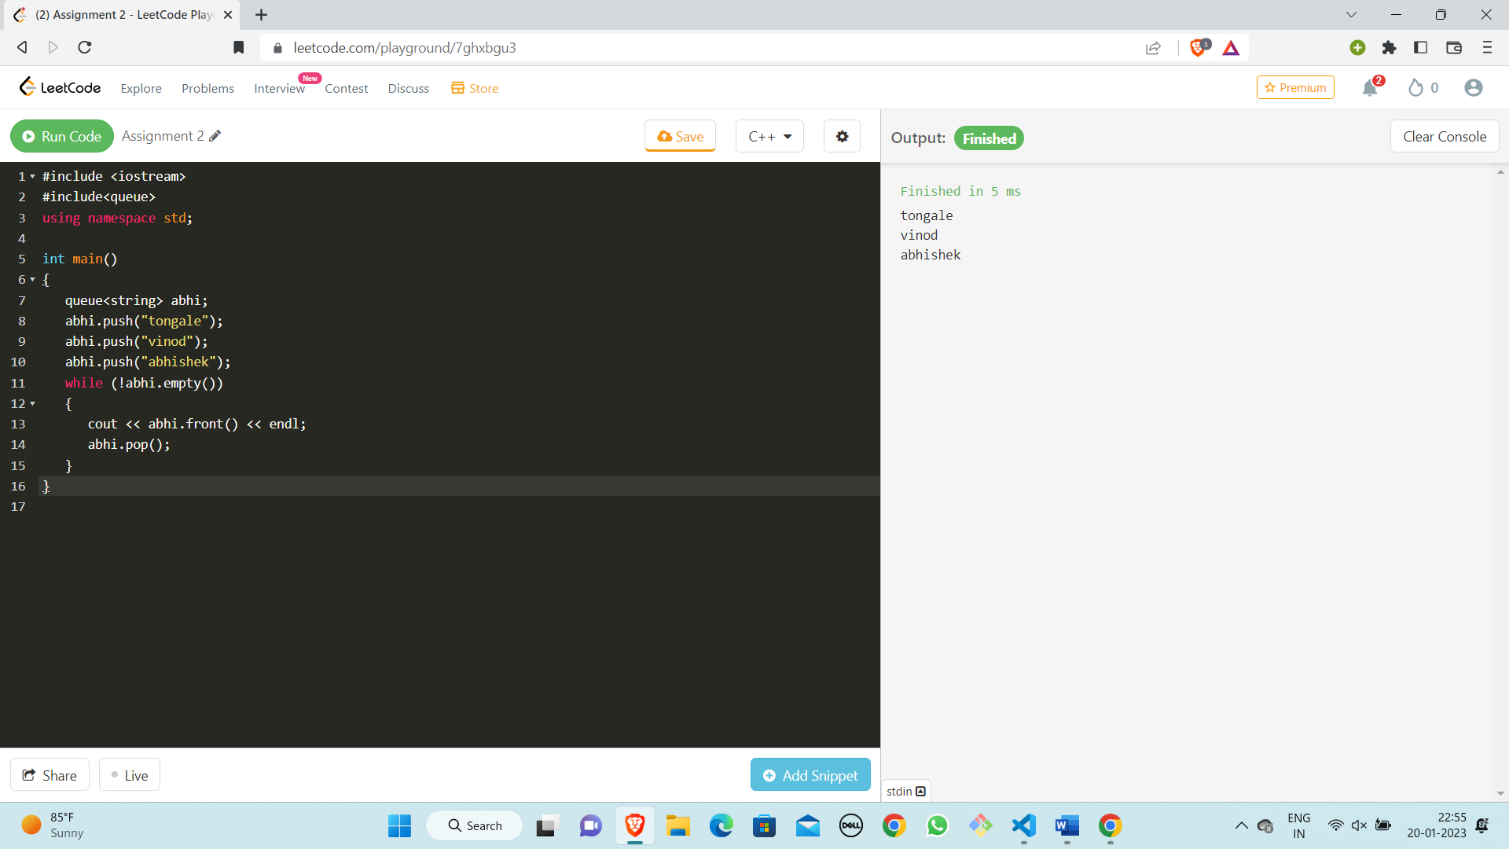 (2) Assignment 2 - LeetCode Play
leetcode.com/playground/7ghxbgu3
3
LeetCode
Explore
Problems
Interview
New
Contest
Discuss
Store
Premium
2
0
Run Code
Assignment 2
Save
C++
Output:
Finished
Clear Console
1 #include <iostream>
2 #include<queue>
3 using namespace std;
4
5 int main()
6 {
7 queue<string> abhi;
8 abhi.push("tongale");
9 abhi.push("vinod");
10 abhi.push("abhishek");
11 while (!abhi.empty())
12 {
13 cout << abhi.front() << endl;
14 abhi.pop();
15 }
16 }
17
Finished in 5 ms
tongale
vinod
abhishek
Share
Live
Add Snippet
stdin
85°F
Sunny
Search
DELL
W
ENG
IN
22:55
20-01-2023